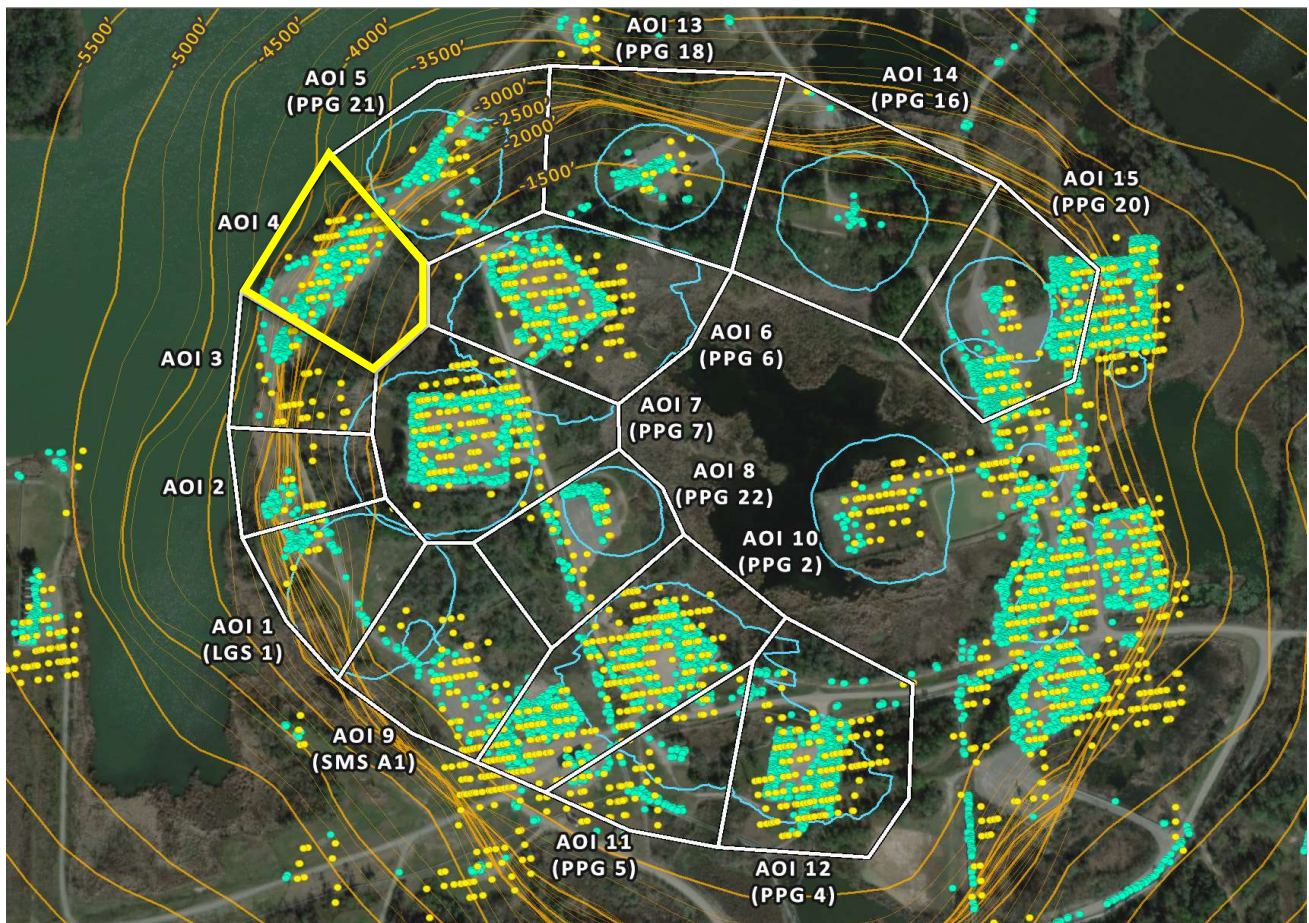 -5500'
-5000'
-4500'
-4000'
-3500'
-3000'
-2500'
-2000'
-1500'
AOI 13
(PPG 18)
AOI 5
(PPG 21)
AOI 14
(PPG 16)
AOI 15
(PPG 20)
AOI 4
AOI 3
AOI 6
(PPG 6)
AOI 7
(PPG 7)
AOI 2
AOI 8
(PPG 22)
AOI 10
(PPG 2)
AOI 1
(LGS 1)
AOI 9
(SMS A1)
AOI 11
(PPG 5)
AOI 12
(PPG 4)